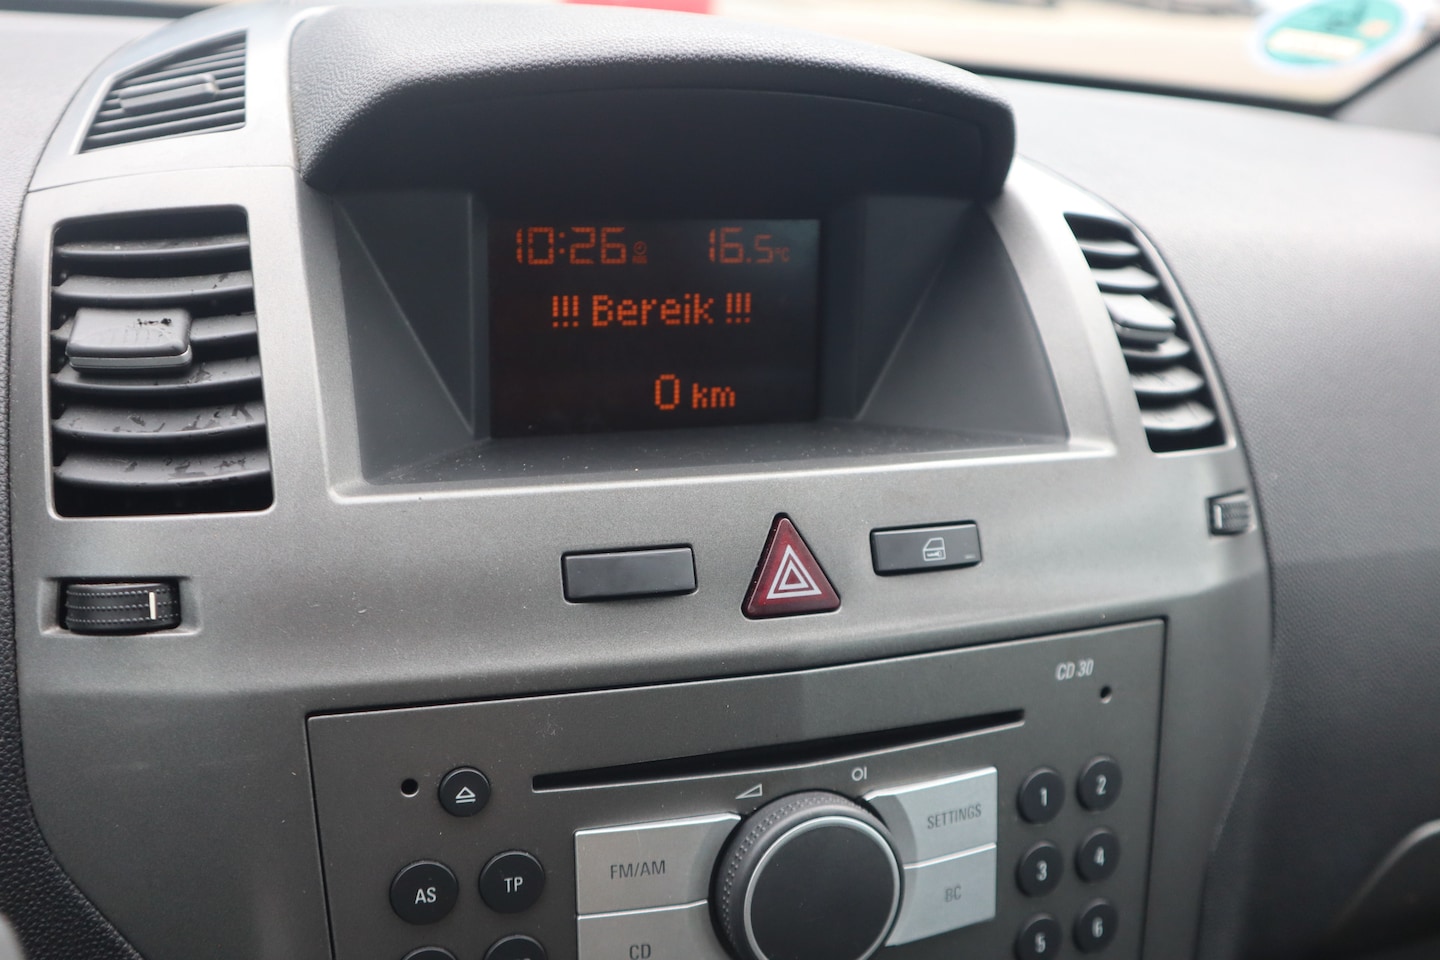 10:26 16.5°C
!!! Bereik !!!
0 km
CD 30
SETTINGS
1 2
FM/AM
BC
3 4
AS TP
CD
5 6